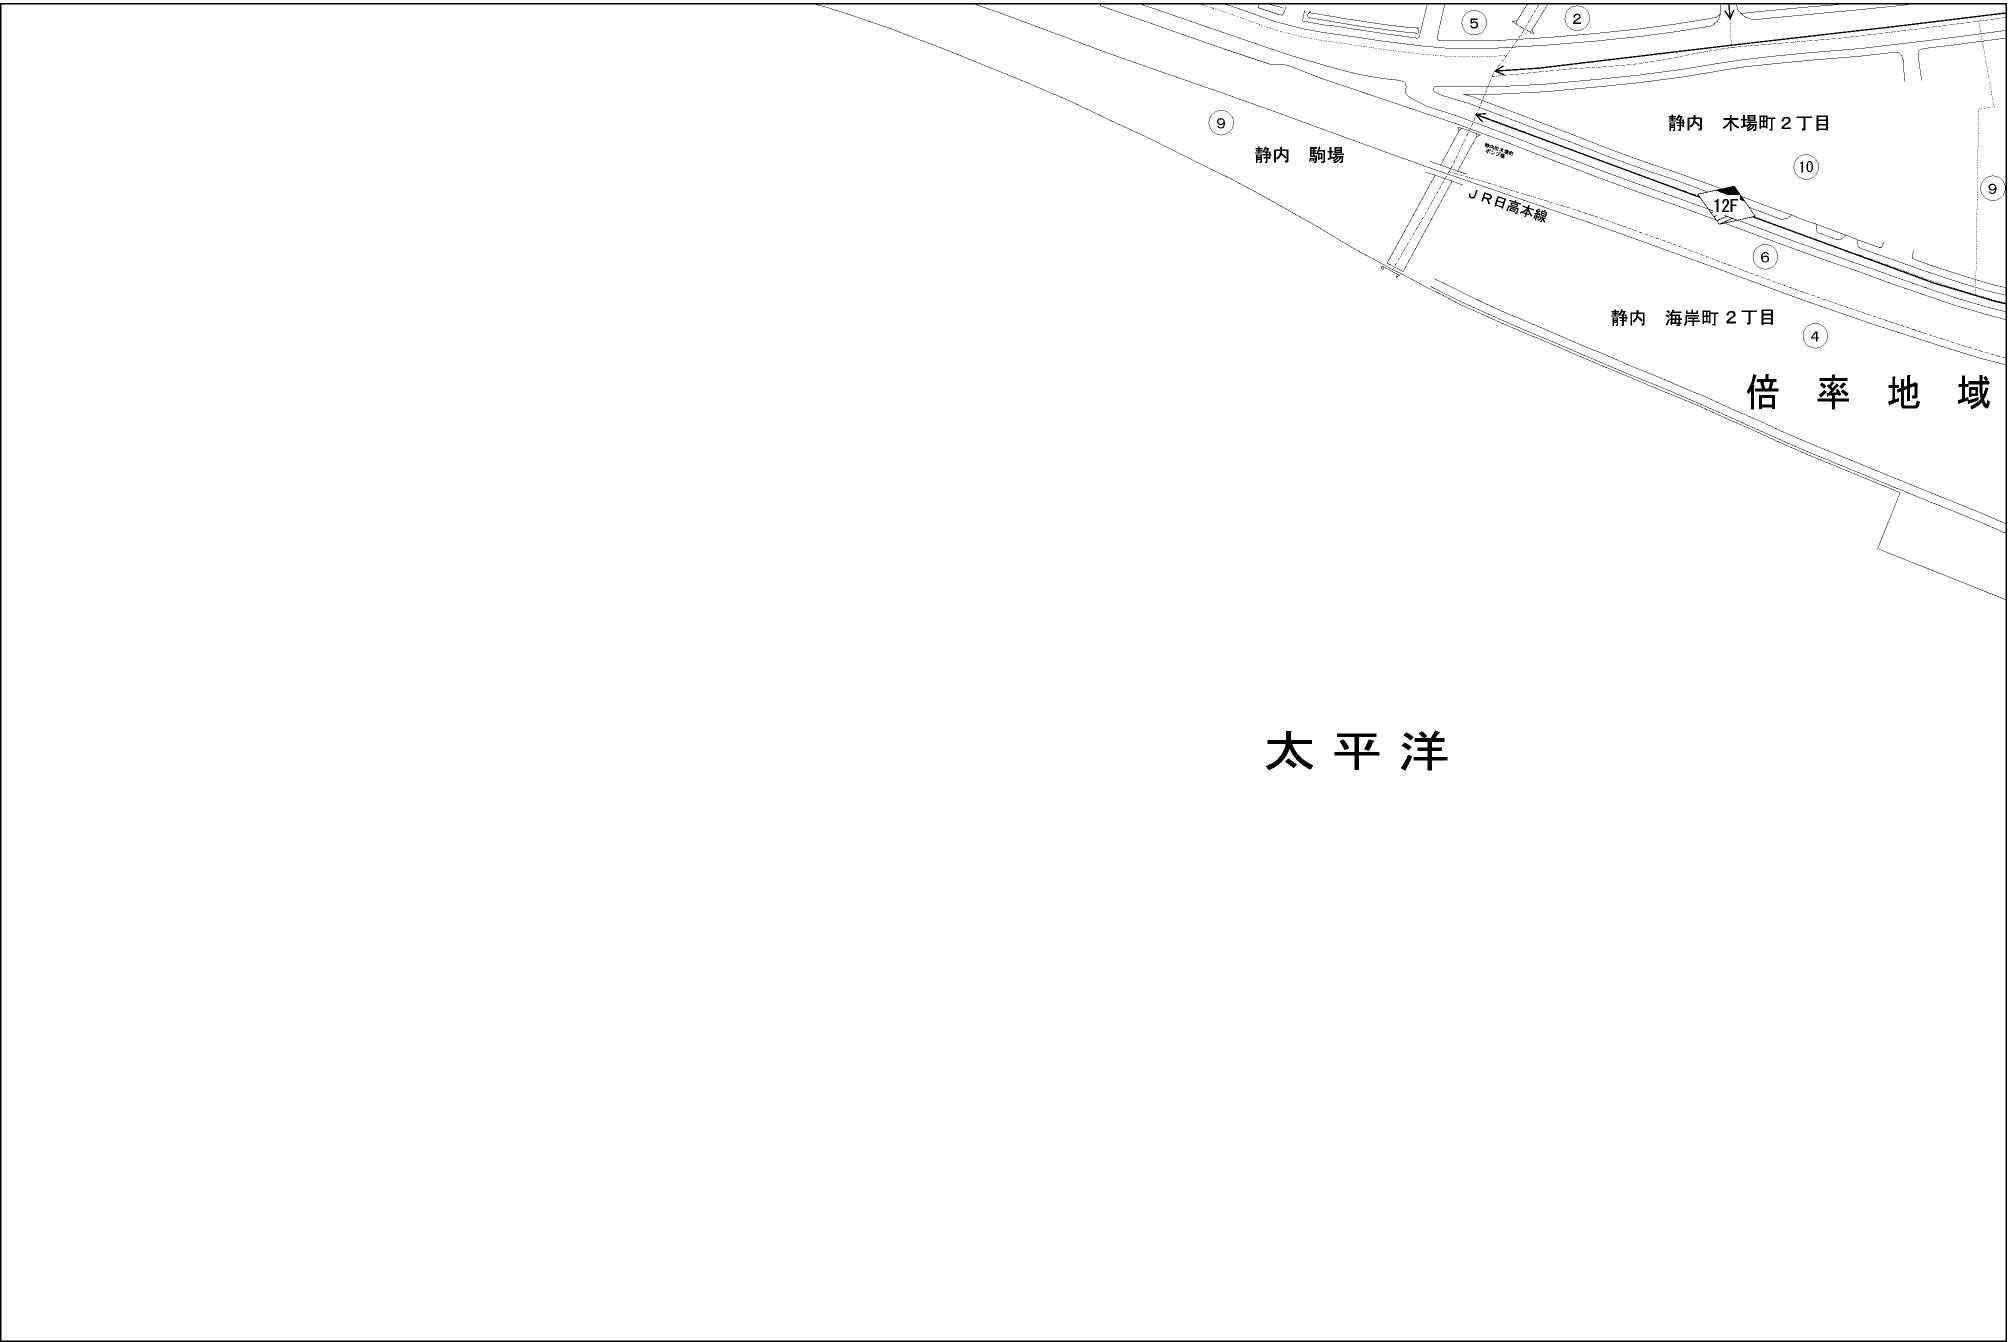 ⑤
②
静内　木場町２丁目
⑨
静内　駒場
⑩
⑨
ＪＲ日高本線
12F
⑥
静内　海岸町２丁目
④
倍率地域
太平洋